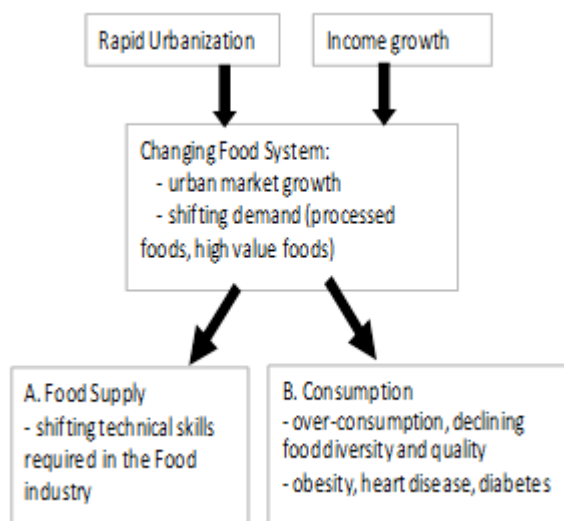 Rapid Urbanization
Income growth
Changing Food System:
- urban market growth
- shifting demand (processed
foods, high value foods)
A. Food Supply
- shifting technical skills
required in the Food
industry
B. Consumption
- over-consumption, declining
food diversity and quality
- obesity, heart disease, diabetes